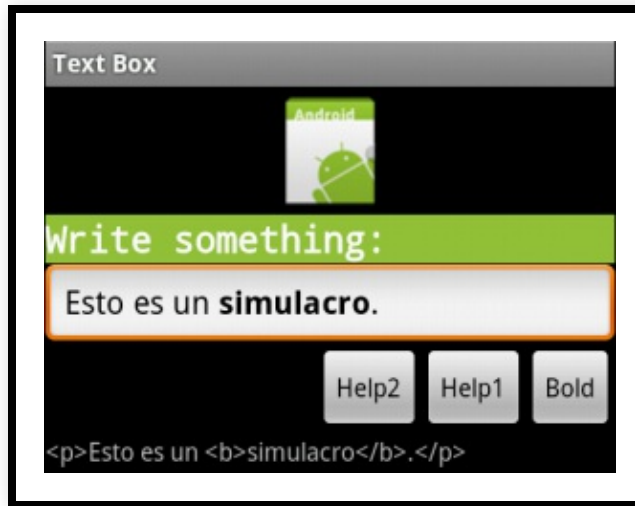 Text Box
Android
Write something:
Esto es un simulacro.
Help2 Help1 Bold
<p>Esto es un <b>simulacro</b>.</p>